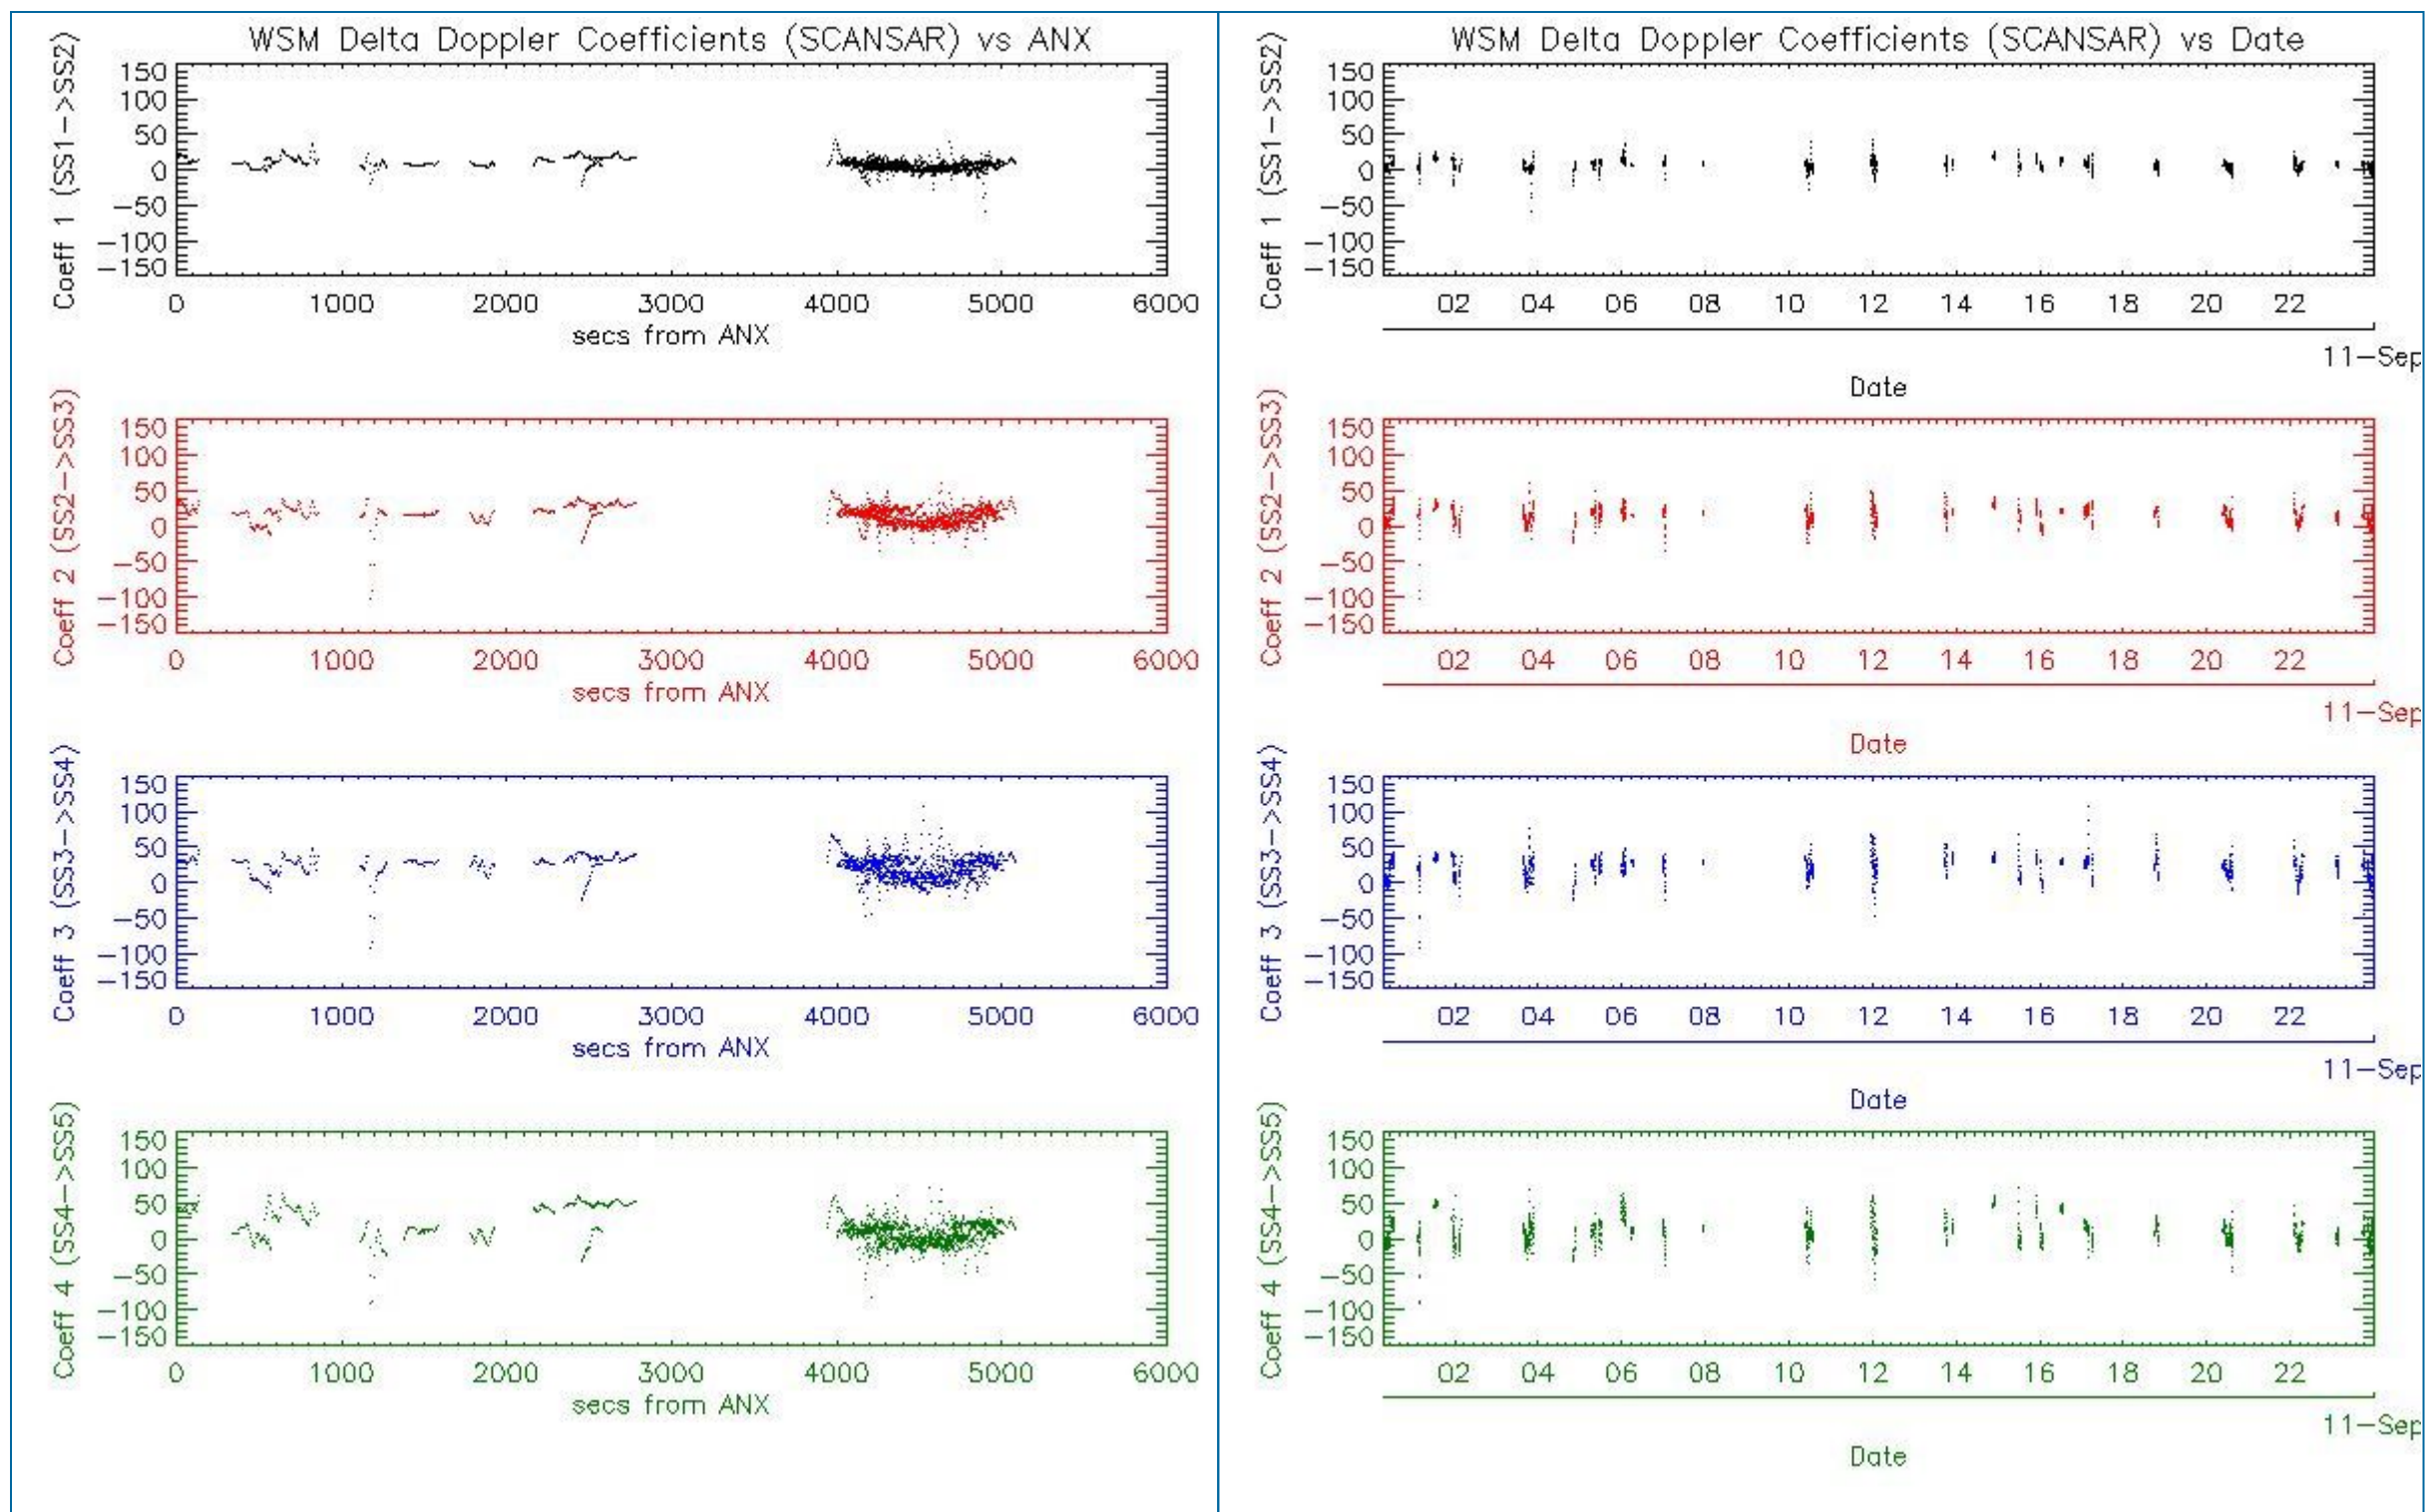 WSM Delta Doppler Coefficients (SCANSAR) vs ANX
Coeff 1 (SS1->SS2)
150
100
50
0
-50
-100
-150
0 1000 2000 3000 4000 5000 6000
secs from ANX
Coeff 2 (SS2->SS3)
150
100
50
0
-50
-100
-150
0 1000 2000 3000 4000 5000 6000
secs from ANX
Coeff 3 (SS3->SS4)
150
100
50
0
-50
-100
-150
0 1000 2000 3000 4000 5000 6000
secs from ANX
Coeff 4 (SS4->SS5)
150
100
50
0
-50
-100
-150
0 1000 2000 3000 4000 5000 6000
secs from ANX
WSM Delta Doppler Coefficients (SCANSAR) vs Date
Coeff 1 (SS1->SS2)
150
100
50
0
-50
-100
-150
02 04 06 08 10 12 14 16 18 20 22
11-Sep
Date
Coeff 2 (SS2->SS3)
150
100
50
0
-50
-100
-150
02 04 06 08 10 12 14 16 18 20 22
11-Sep
Date
Coeff 3 (SS3->SS4)
150
100
50
0
-50
-100
-150
02 04 06 08 10 12 14 16 18 20 22
11-Sep
Date
Coeff 4 (SS4->SS5)
150
100
50
0
-50
-100
-150
02 04 06 08 10 12 14 16 18 20 22
11-Sep
Date